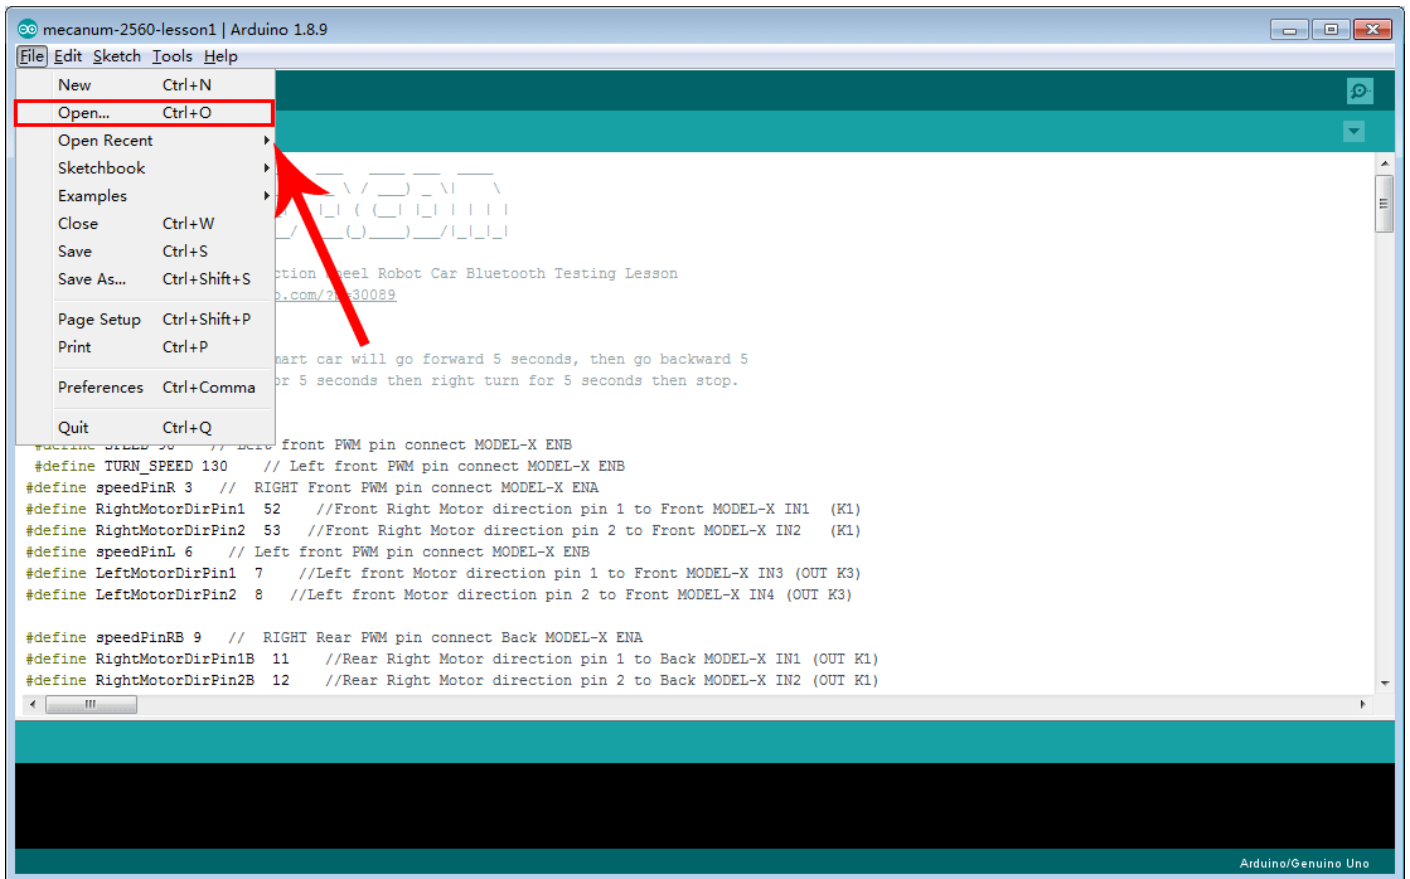 mecanum-2560-lesson1 | Arduino 1.8.9
File Edit Sketch Tools Help
New Ctrl+N
Open... Ctrl+O
Open Recent
Sketchbook
Examples
Close Ctrl+W
Save Ctrl+S
Save As... Ctrl+Shift+S
Page Setup Ctrl+Shift+P
Print Ctrl+P
Preferences Ctrl+Comma
Quit Ctrl+Q
Robot Car Bluetooth Testing Lesson
.com/?p=30089
car will go forward 5 seconds, then go backward 5
5 seconds then right turn for 5 seconds then stop.
front PWM pin connect MODEL-X ENB
#define TURN_SPEED 130 // Left front PWM pin connect MODEL-X ENB
#define speedPinR 3 // RIGHT Front PWM pin connect MODEL-X ENA
#define RightMotorDirPin1 52 //Front Right Motor direction pin 1 to Front MODEL-X IN1 (K1)
#define RightMotorDirPin2 53 //Front Right Motor direction pin 2 to Front MODEL-X IN2 (K1)
#define speedPinL 6 // Left front PWM pin connect MODEL-X ENB
#define LeftMotorDirPin1 7 //Left front Motor direction pin 1 to Front MODEL-X IN3 (OUT K3)
#define LeftMotorDirPin2 8 //Left front Motor direction pin 2 to Front MODEL-X IN4 (OUT K3)
#define speedPinRB 9 // RIGHT Rear PWM pin connect Back MODEL-X ENA
#define RightMotorDirPin1B 11 //Rear Right Motor direction pin 1 to Back MODEL-X IN1 (OUT K1)
#define RightMotorDirPin2B 12 //Rear Right Motor direction pin 2 to Back MODEL-X IN2 (OUT K1)
Arduino/Genuino Uno